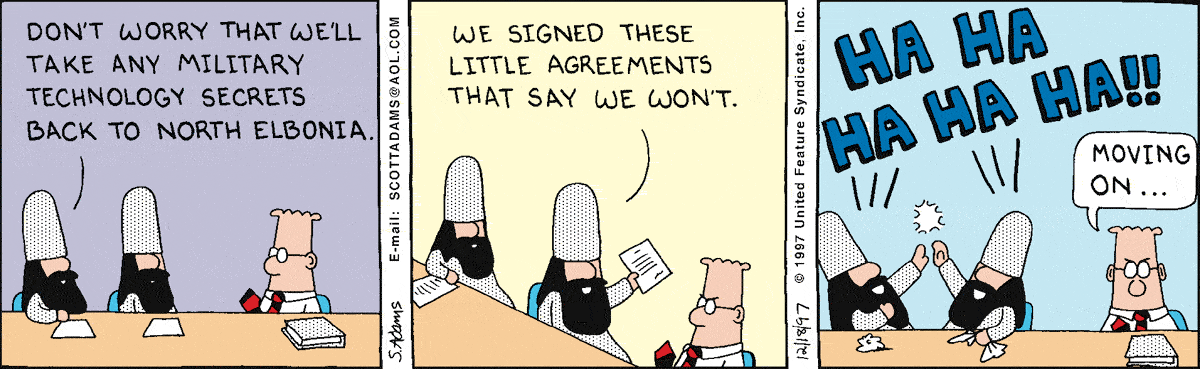 DON'T WORRY THAT WE'LL
TAKE ANY MILITARY
TECHNOLOGY SECRETS
BACK TO NORTH ELBONIA.
S.ADAMS
E-mail: SCOTTADAMS@AOL.COM
WE SIGNED THESE
LITTLE AGREEMENTS
THAT SAY WE WON'T.
12/18/97
© 1997 United Feature Syndicate, Inc.
HA HA
HA HA HA!!
MOVING
ON...